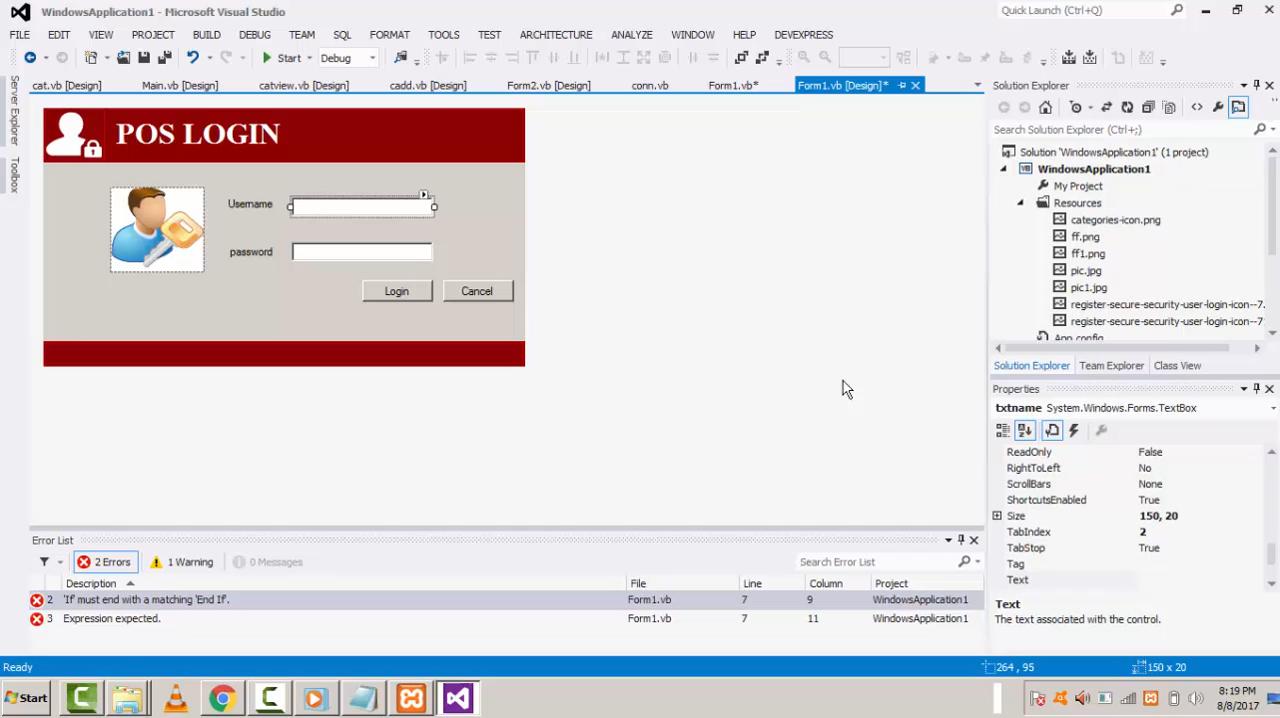 WindowsApplication1 - Microsoft Visual Studio
Quick Launch (Ctrl+Q)
FILE EDIT VIEW PROJECT BUILD DEBUG TEAM SQL FORMAT TOOLS TEST ARCHITECTURE ANALYZE WINDOW HELP DEVEXPRESS
Start Debug
cat.vb [Design] Main.vb [Design] catview.vb [Design] cadd.vb [Design] Form2.vb [Design] conn.vb Form1.vb* Form1.vb [Design]*
Server Explorer
Toolbox
POS LOGIN
Username
password
Login Cancel
Solution Explorer
Search Solution Explorer (Ctrl+;)
Solution 'WindowsApplication1' (1 project)
VB WindowsApplication1
My Project
Resources
categories-icon.png
ff.png
ff1.png
pic.jpg
pic1.jpg
register-secure-security-user-login-icon--7.
register-secure-security-user-login-icon--7
App.config
Solution Explorer Team Explorer Class View
Properties
txtname System.Windows.Forms.TextBox
ReadOnly False
RightToLeft No
ScrollBars None
ShortcutsEnabled True
Size 150, 20
TabIndex 2
TabStop True
Tag
Text
Text
The text associated with the control.
Error List
2 Errors 1 Warning 0 Messages Search Error List
Description File Line Column Project
2 'If' must end with a matching 'End If'. Form1.vb 7 9 WindowsApplication1
3 Expression expected. Form1.vb 7 11 WindowsApplication1
Ready 264 , 95 150 x 20
Start
8:19 PM
8/8/2017